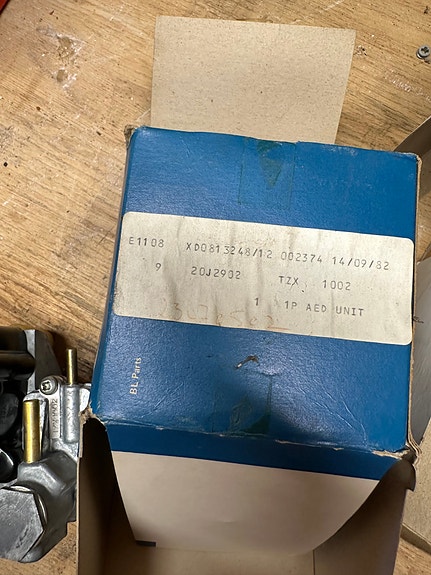 E1108 XD0813248/12 002374 14/09/82
9 20J2902 TZX 1002
1 1P AED UNIT
BL Parts